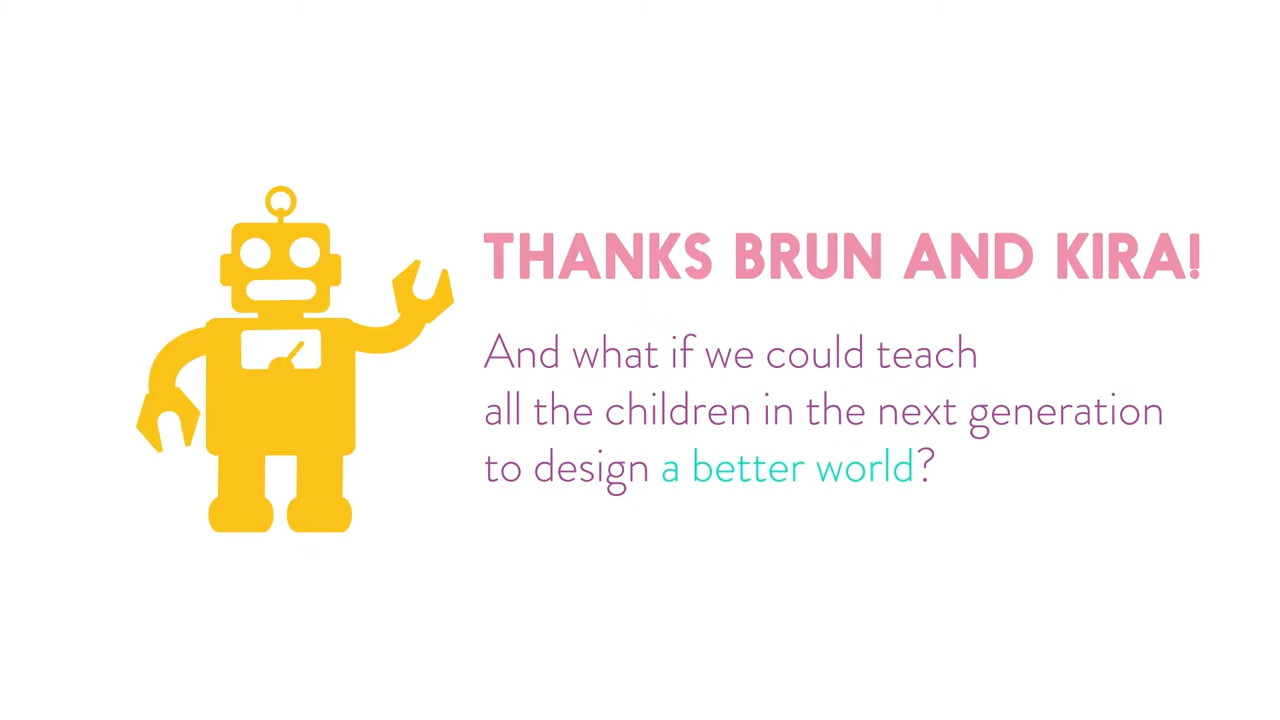 THANKS BRUN AND KIRA!
And what if we could teach
all the children in the next generation
to design a better world?